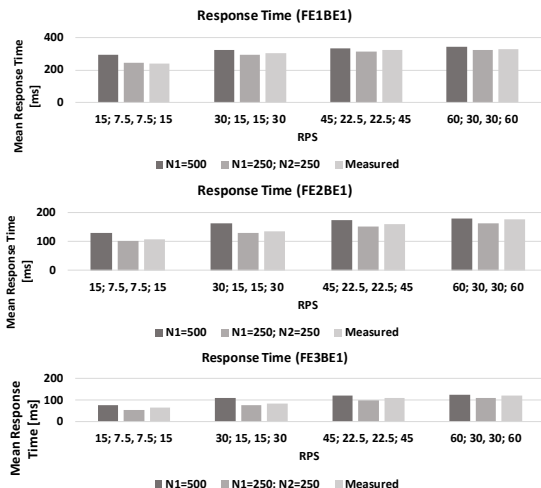 Response Time (FE1BE1)
Mean Response Time
[ms]
400
200
0
15; 7.5, 7.5; 15
30; 15, 15; 30
45; 22.5, 22.5; 45
60; 30, 30; 60
RPS
N1=500
N1=250; N2=250
Measured
Response Time (FE2BE1)
Mean Response Time
[ms]
200
100
0
15; 7.5, 7.5; 15
30; 15, 15; 30
45; 22.5, 22.5; 45
60; 30, 30; 60
RPS
N1=500
N1=250; N2=250
Measured
Response Time (FE3BE1)
Mean Response
Time [ms]
200
100
0
15; 7.5, 7.5; 15
30; 15, 15; 30
45; 22.5, 22.5; 45
60; 30, 30; 60
RPS
N1=500
N1=250; N2=250
Measured